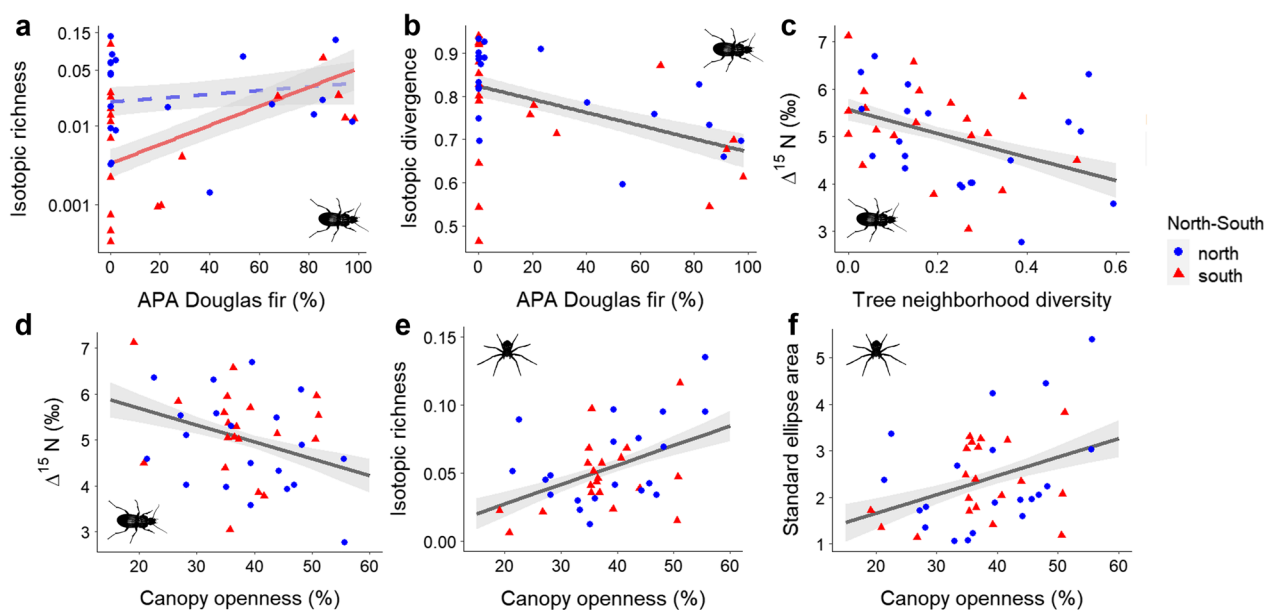 a
0.15
0.05
0.01
0.001
Isotopic richness
0 20 40 60 80 100
APA Douglas fir (%)
b
0.9
0.8
0.7
0.6
0.5
Isotopic divergence
0 20 40 60 80 100
APA Douglas fir (%)
c
7
6
5
4
3
Δ¹⁵ N (‰)
0.0 0.2 0.4 0.6
Tree neighborhood diversity
North-South
north
south
d
7
6
5
4
3
Δ¹⁵ N (‰)
20 30 40 50 60
Canopy openness (%)
e
0.15
0.10
0.05
0.00
Isotopic richness
20 30 40 50 60
Canopy openness (%)
f
5
4
3
2
1
Standard ellipse area
20 30 40 50 60
Canopy openness (%)